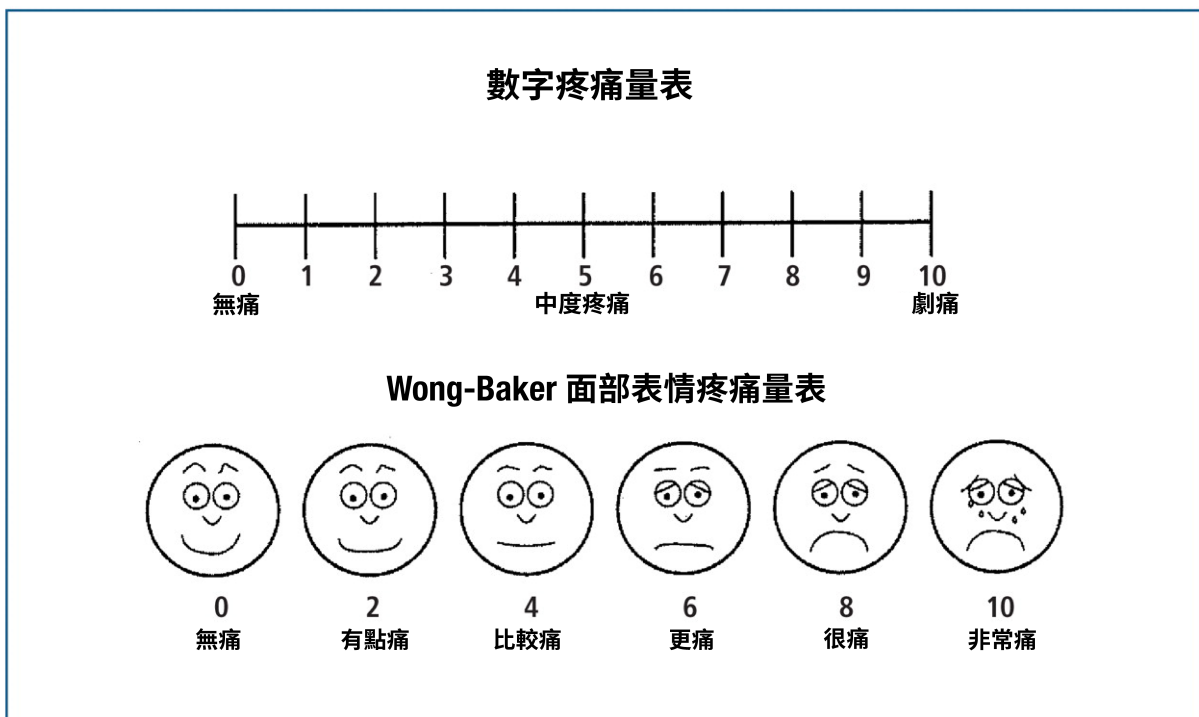 數字疼痛量表
0 1 2 3 4 5 6 7 8 9 10
無痛 中度疼痛 劇痛
Wong-Baker 面部表情疼痛量表
0 2 4 6 8 10
無痛 有點痛 比較痛 更痛 很痛 非常痛